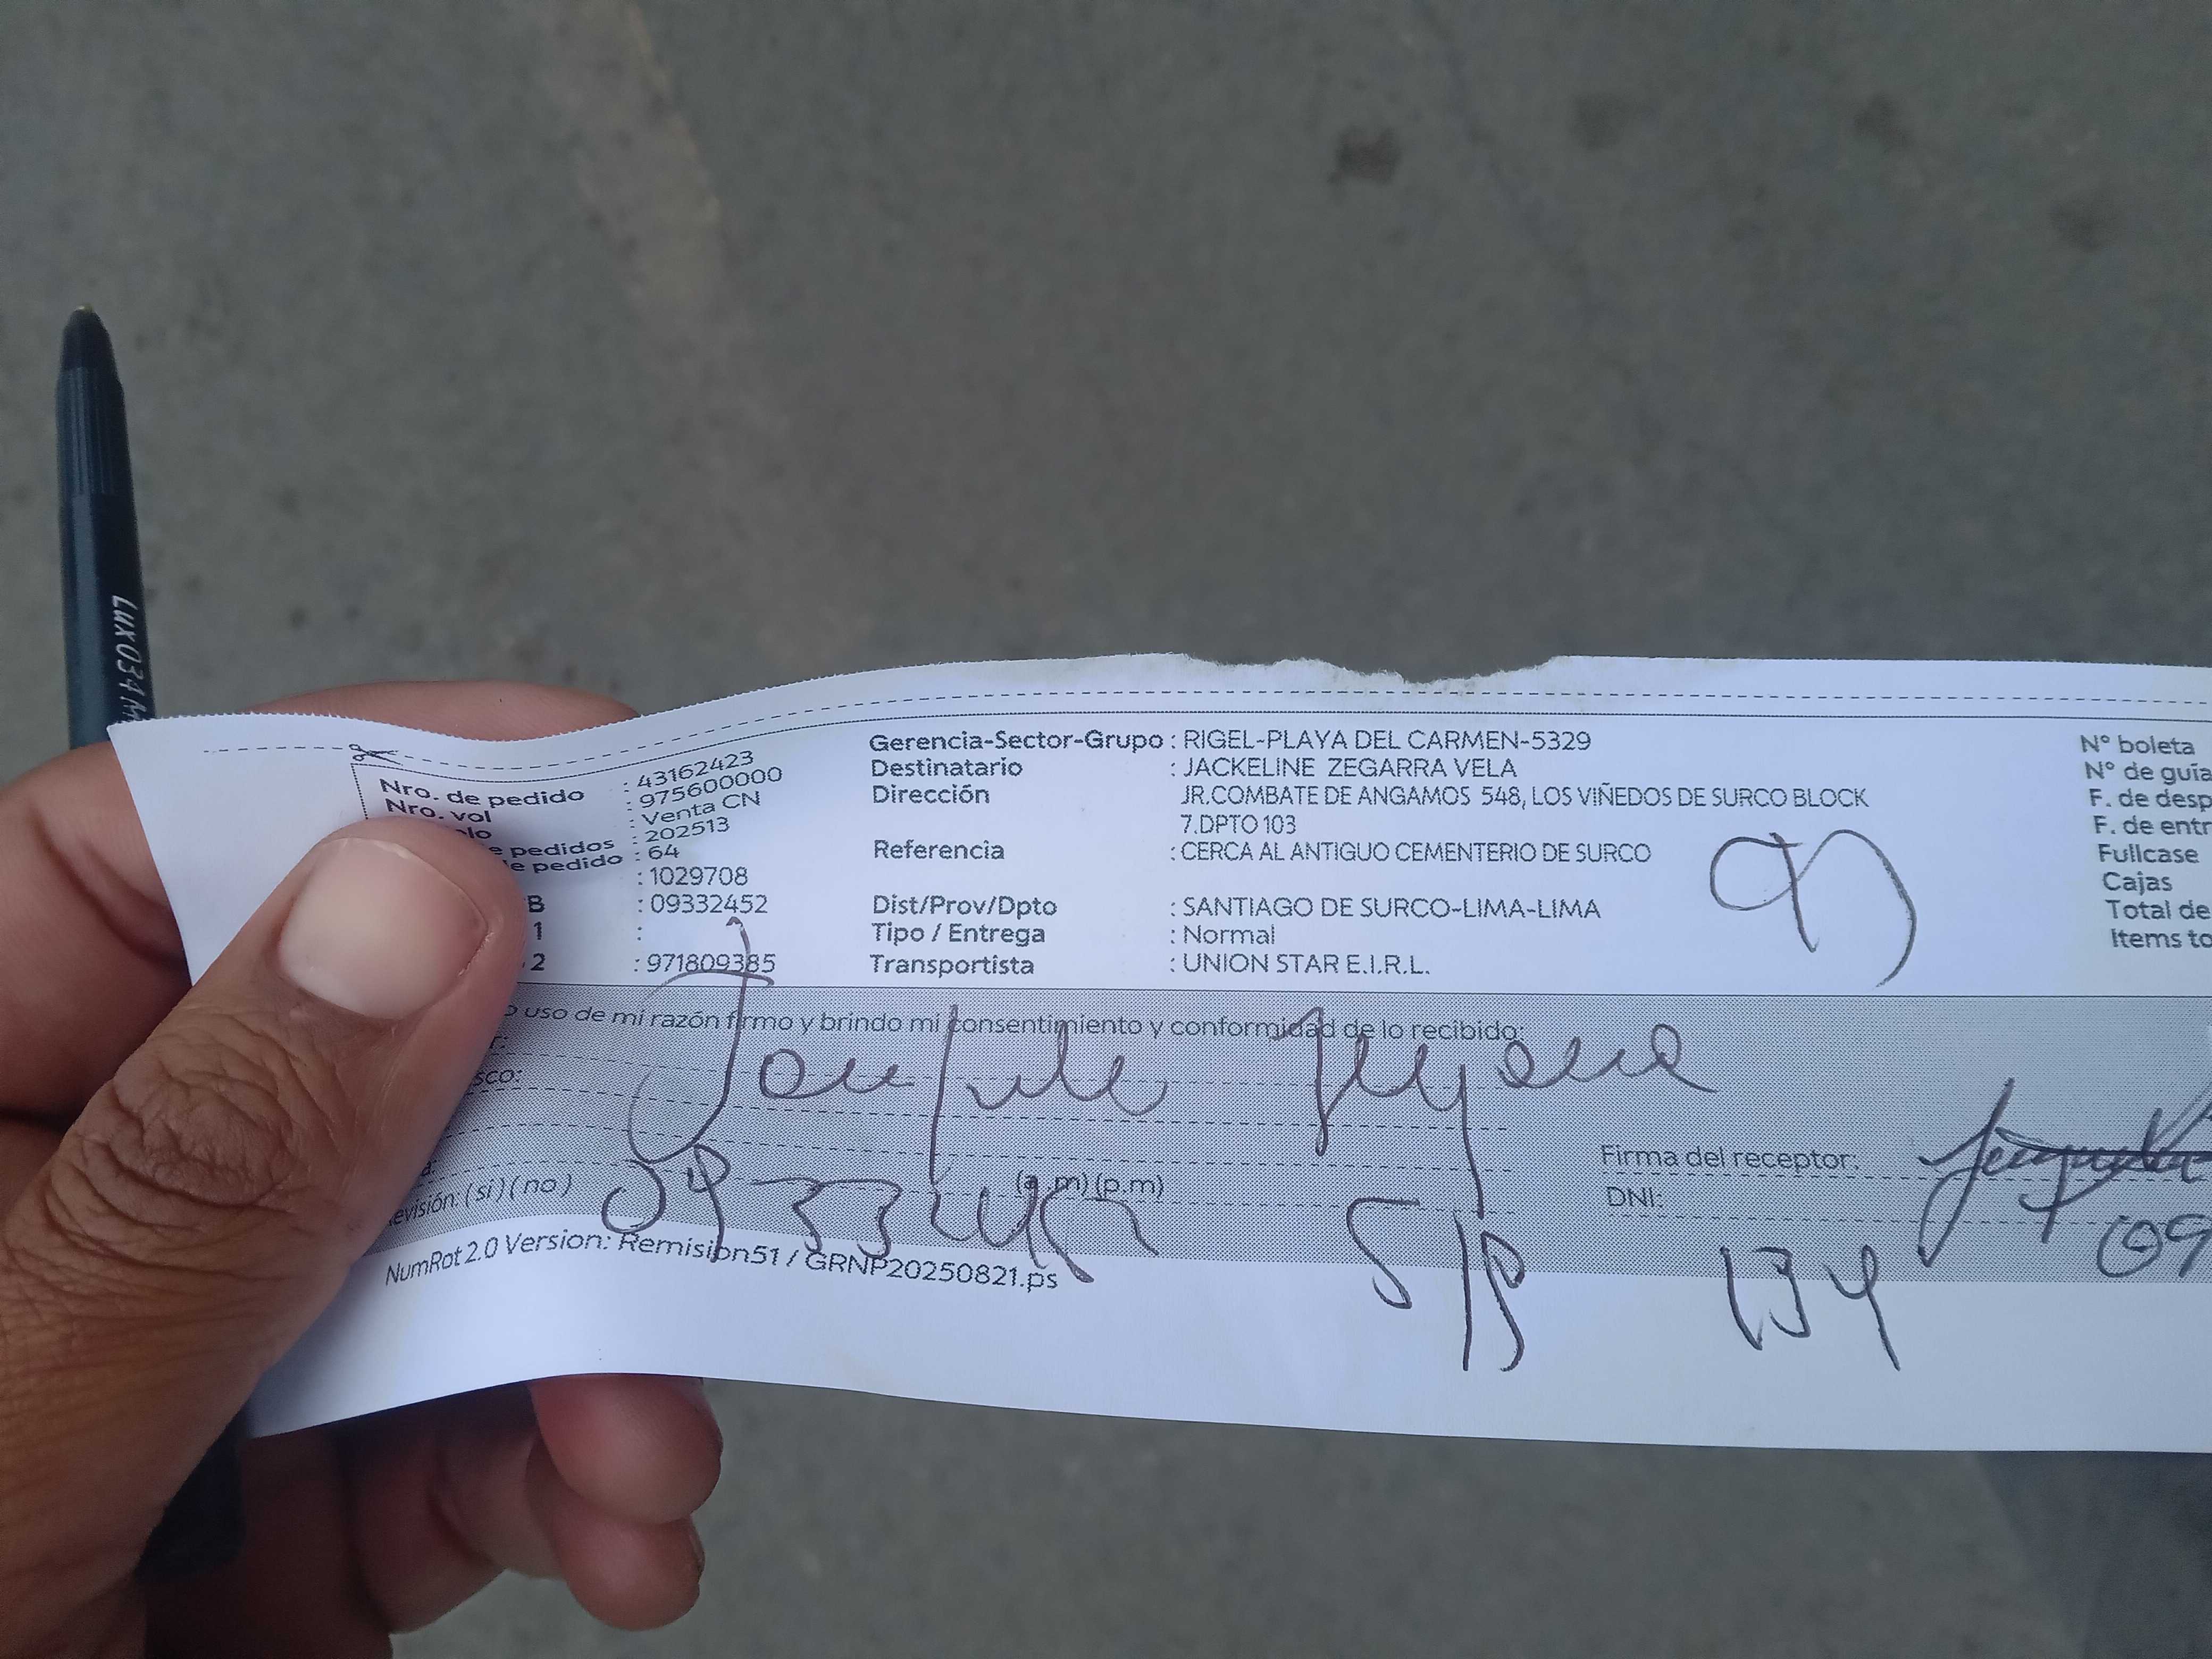 LUX034M
Nro. de pedido : 43162423
Nro. vol : 975600000
: Venta CN
e pedidos : 202513
e pedido : 64
: 1029708
B : 09332452
1 :
2 : 971809385
Gerencia-Sector-Grupo : RIGEL-PLAYA DEL CARMEN-5329
Destinatario : JACKELINE ZEGARRA VELA
Dirección JR.COMBATE DE ANGAMOS 548, LOS VIÑEDOS DE SURCO BLOCK
7.DPTO 103
Referencia : CERCA AL ANTIGUO CEMENTERIO DE SURCO
Dist/Prov/Dpto : SANTIAGO DE SURCO-LIMA-LIMA
Tipo / Entrega : Normal
Transportista : UNION STAR E.I.R.L.
N° boleta
N° de guía
F. de desp
F. de entr
Fullcase
Cajas
Total de
Items to
uso de mi razón firmo y brindo mi consentimiento y conformidad de lo recibido:
r:
sco:
a:
(a.m) (p.m)
evisión: (si) (no)
09332452
134
Firma del receptor:
DNI:
09
NumRot 2.0 Version: Remision51 / GRNP20250821.ps